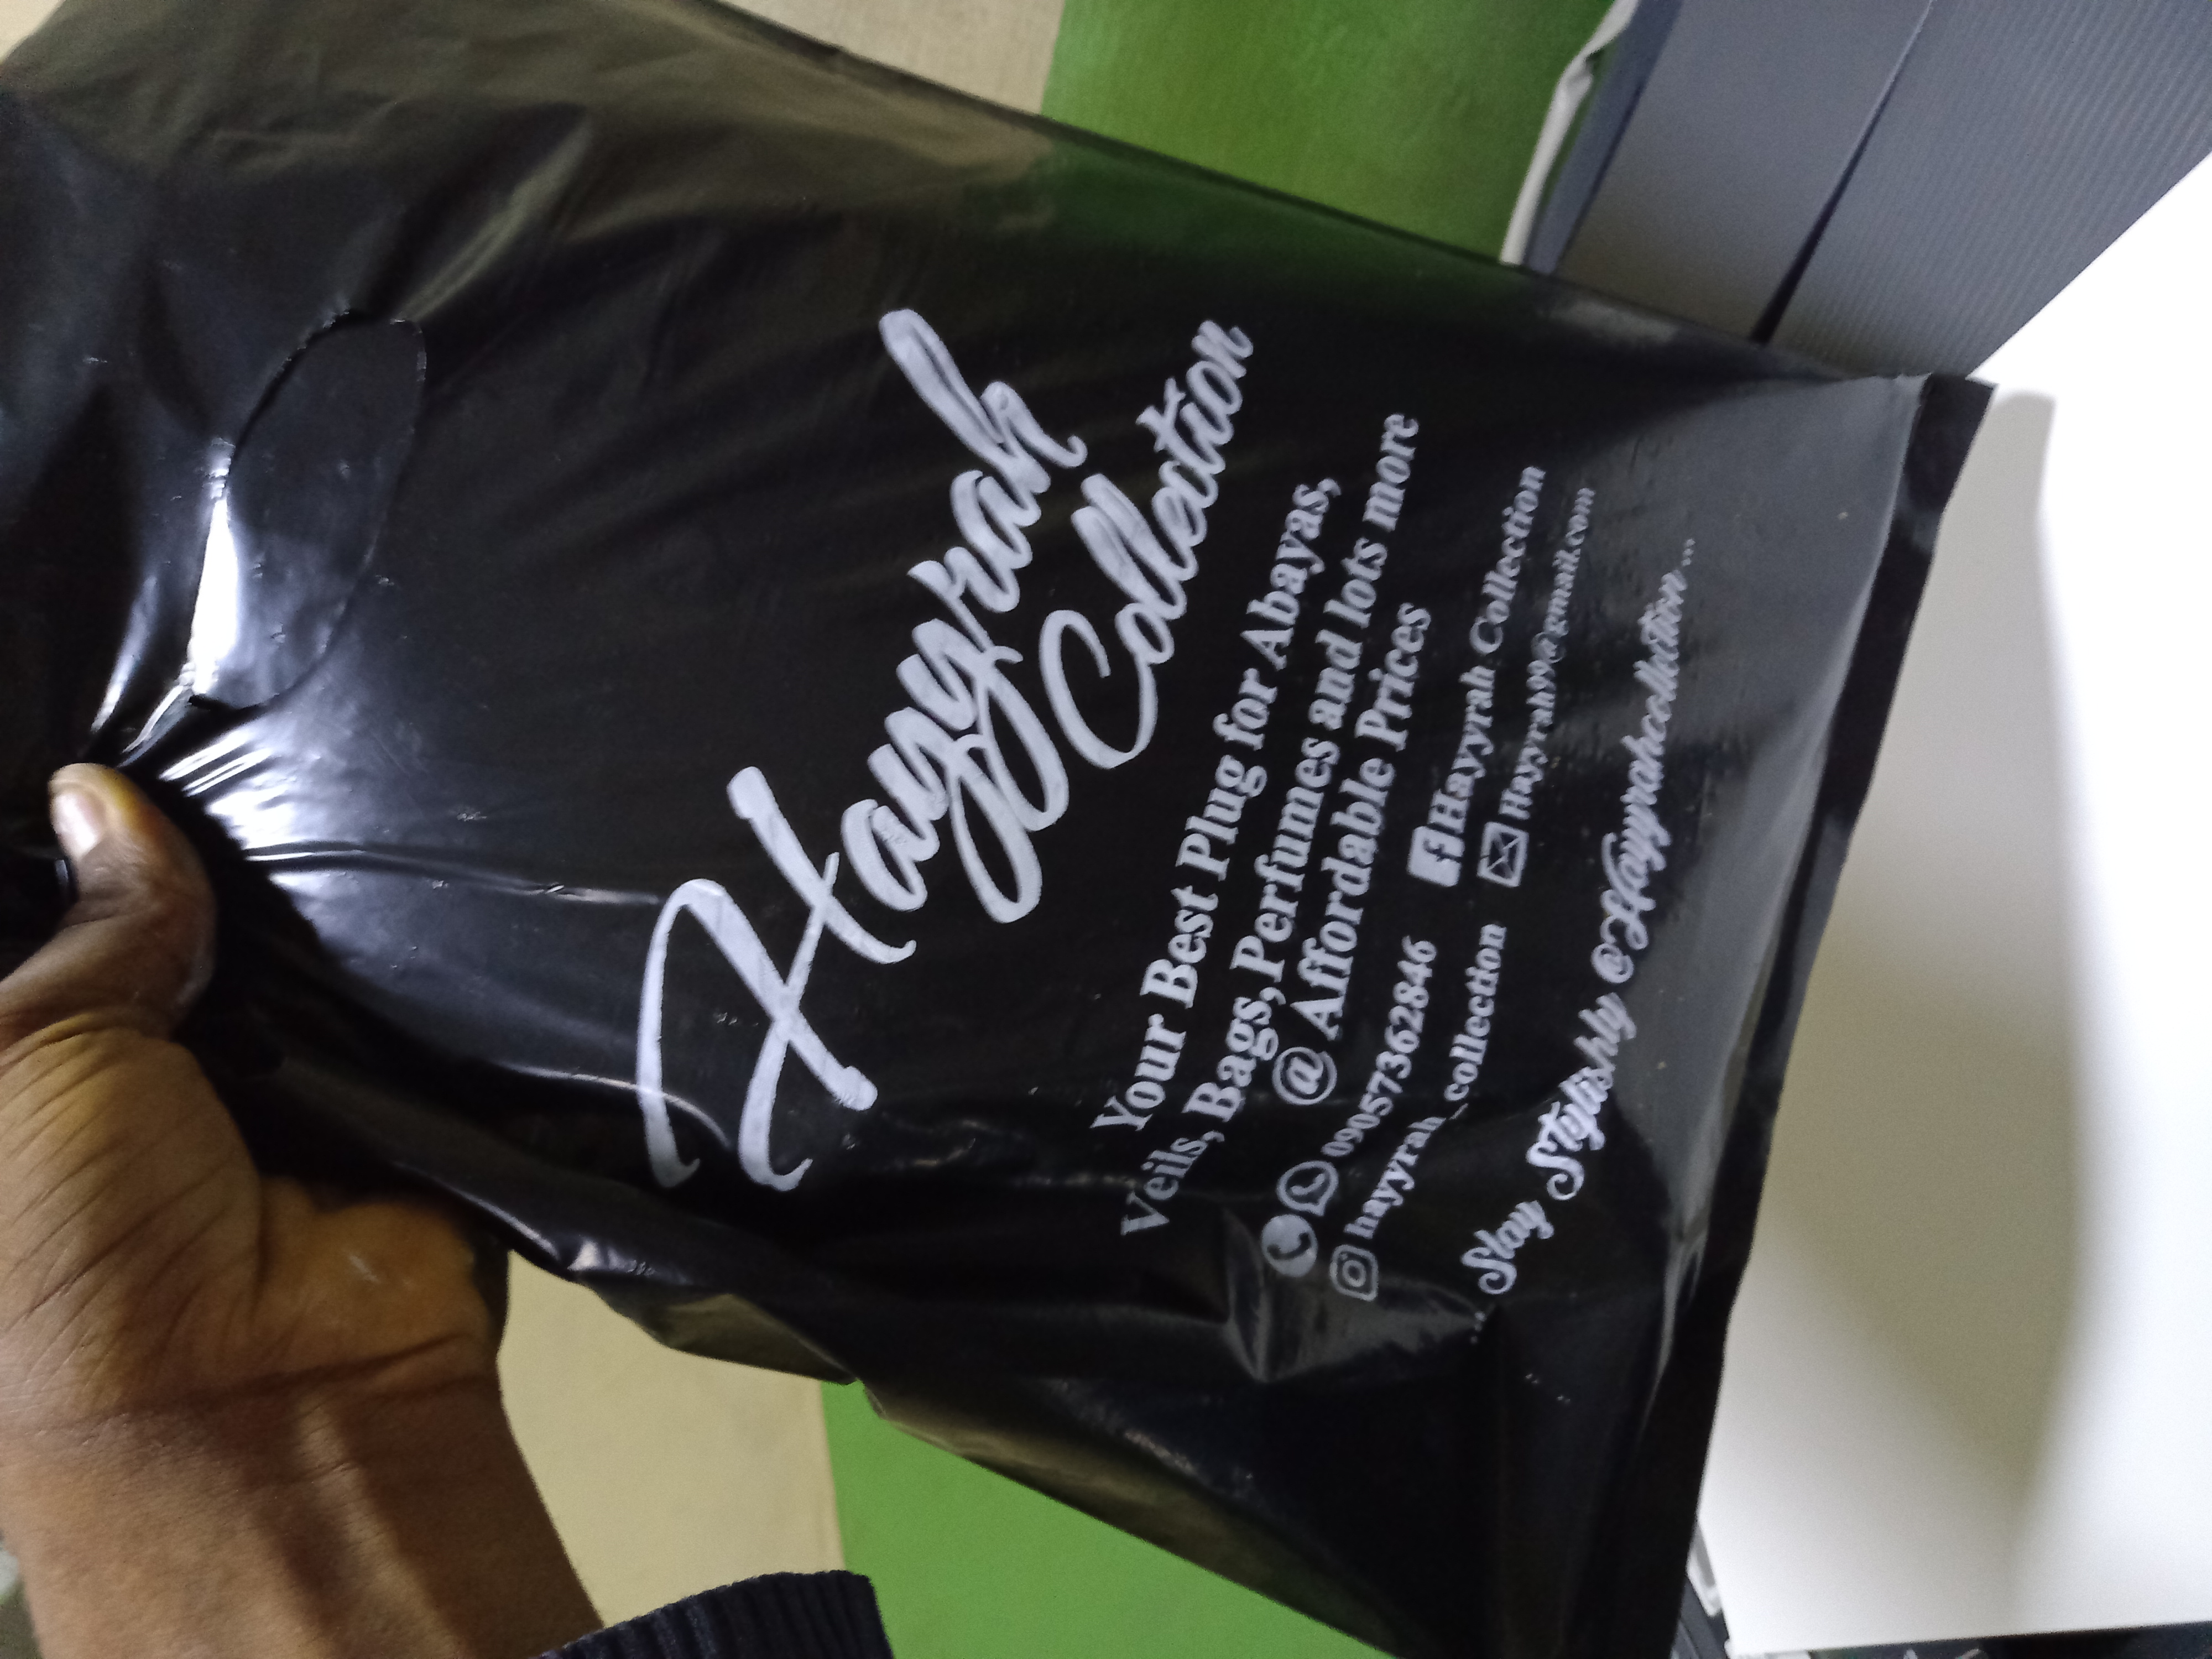 Hayyrah
Collection
Your Best Plug for Abayas,
Veils, Bags, Perfumes and lots more
@ Affordable Prices
09057362846
hayyrah_collection
Hayyrah Collection
Hayyrah99@gmail.com
... Stay Stylishly @Hayyrahcollection...